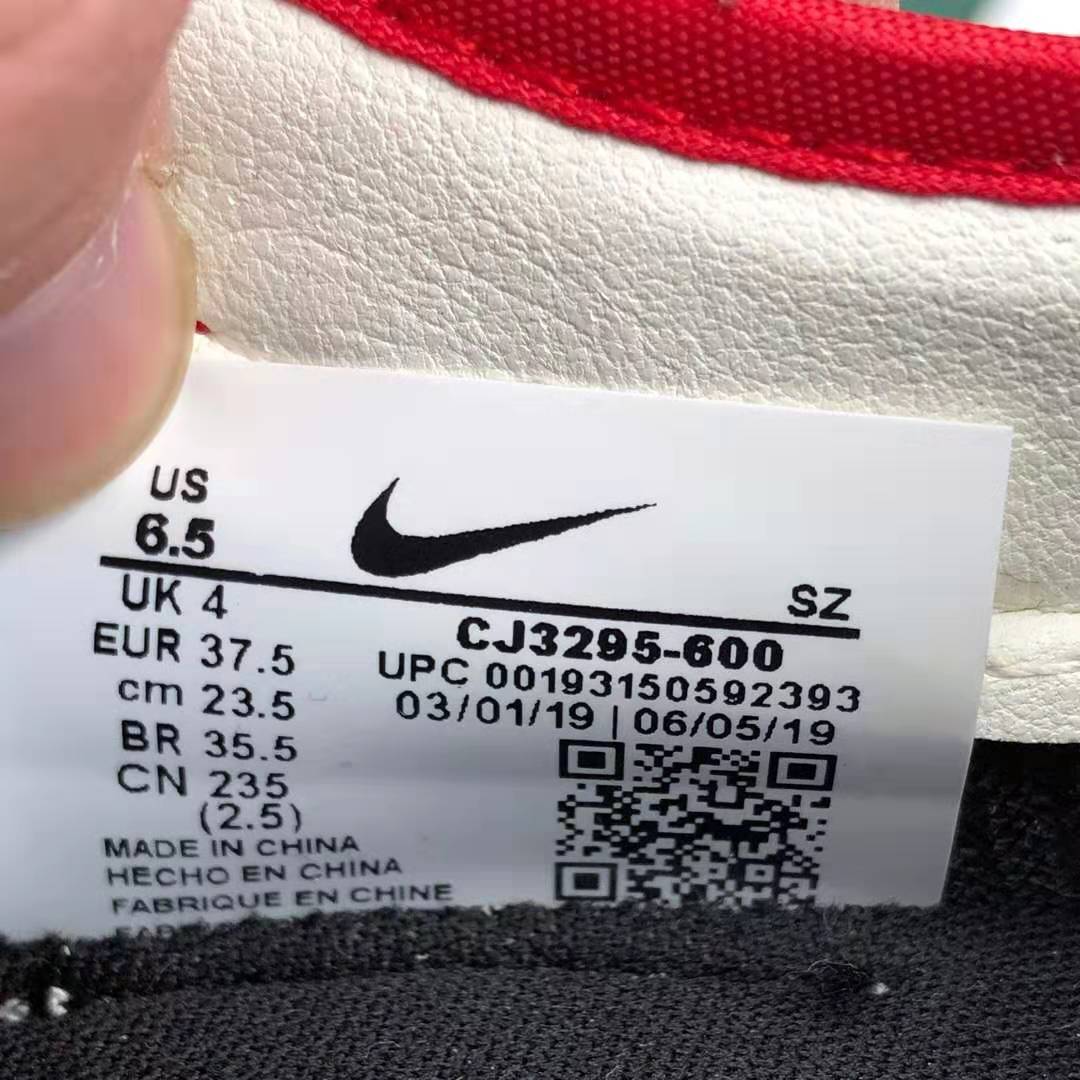 US
6.5
SZ
UK 4
EUR 37.5
cm 23.5
BR 35.5
CN 235
(2.5)
CJ3295-600
UPC 00193150592393
03/01/19 | 06/05/19
MADE IN CHINA
HECHO EN CHINA
FABRIQUE EN CHINE